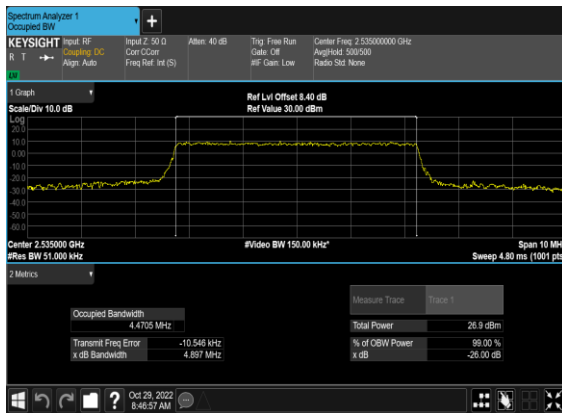 Spectrum Analyzer 1
Occupied BW
KEYSIGHT
R T
Input: RF
Coupling: DC
Align: Auto
Input Z: 50 Ω
Corr CCorr
Freq Ref: Int (S)
Atten: 40 dB
Trig: Free Run
Gate: Off
#IF Gain: Low
Center Freq: 2.535000000 GHz
Avg|Hold: 500/500
Radio Std: None
1 Graph
Scale/Div 10.0 dB
Ref Lvl Offset 8.40 dB
Ref Value 30.00 dBm
Log
20.0
10.0
0.00
-10.0
-20.0
-30.0
-40.0
-50.0
-60.0
Center 2.535000 GHz
#Res BW 51.000 kHz
#Video BW 150.00 kHz*
Span 10 MH
Sweep 4.80 ms (1001 pts
2 Metrics
Measure Trace
Trace 1
Occupied Bandwidth
4.4705 MHz
Total Power
26.9 dBm
Transmit Freq Error
-10.546 kHz
% of OBW Power
99.00 %
x dB Bandwidth
4.897 MHz
x dB
-26.00 dB
Oct 29, 2022
8:46:57 AM